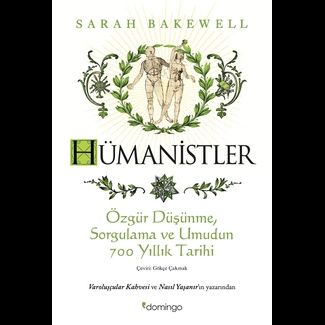 SARAH BAKEWELL
HÜMANİSTLER
Özgür Düşünme,
Sorgulama ve Umudun
700 Yıllık Tarihi
Çeviri: Gökçe Çakmak
Varoluşçular Kahvesi ve Nasıl Yaşanır'ın yazarından
domingo